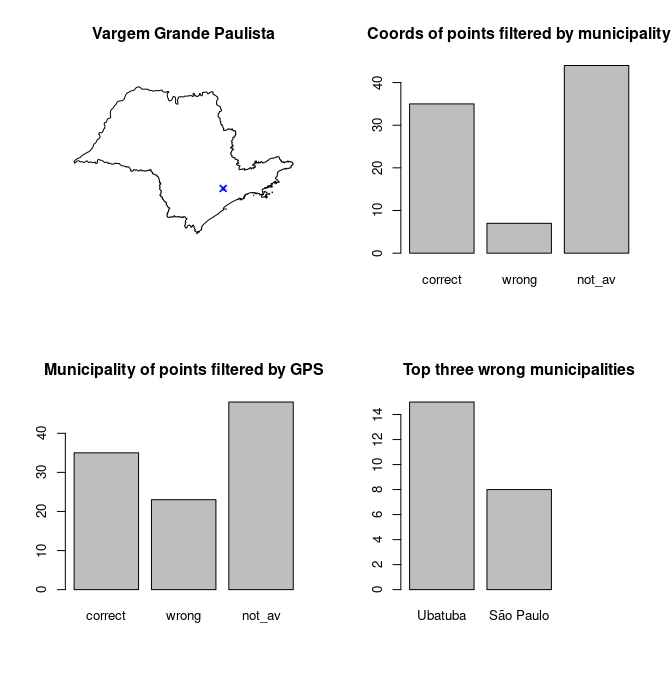 Vargem Grande Paulista
Coords of points filtered by municipality
40
30
20
10
0
correct wrong not_av
Municipality of points filtered by GPS
40
30
20
10
0
correct wrong not_av
Top three wrong municipalities
14
12
10
8
6
4
2
0
Ubatuba São Paulo